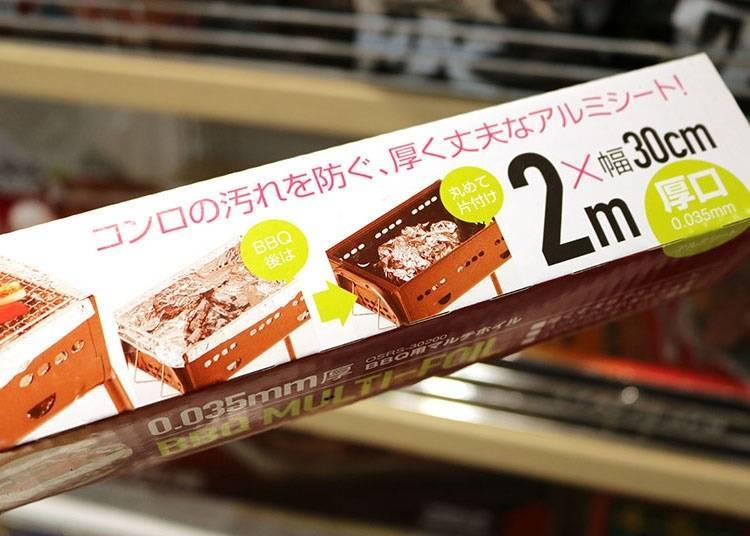 コンロの汚れを防ぐ、厚く丈夫なアルミシート!
BBQ
後は
丸めて
片付け
2m×幅30cm
厚口
0.035mm
OSRS-30200
BBQ用マルチホイル
0.035mm厚
BBQ MULTI-FOIL